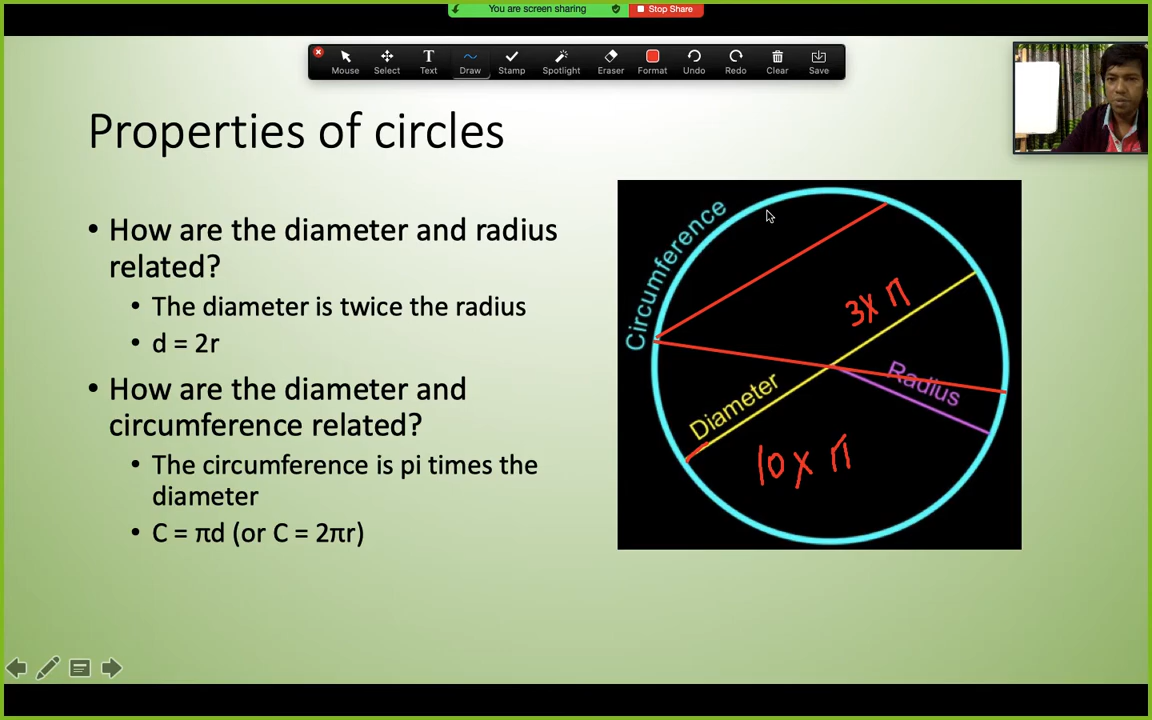 You are screen sharing
Stop Share
Mouse
Select
Text
Draw
Stamp
Spotlight
Eraser
Format
Undo
Redo
Clear
Save
Properties of circles
• How are the diameter and radius
related?
• The diameter is twice the radius
• d = 2r
• How are the diameter and
circumference related?
• The circumference is pi times the
diameter
• C = πd (or C = 2πr)
Circumference
3x π
Radius
Diameter
10 x π